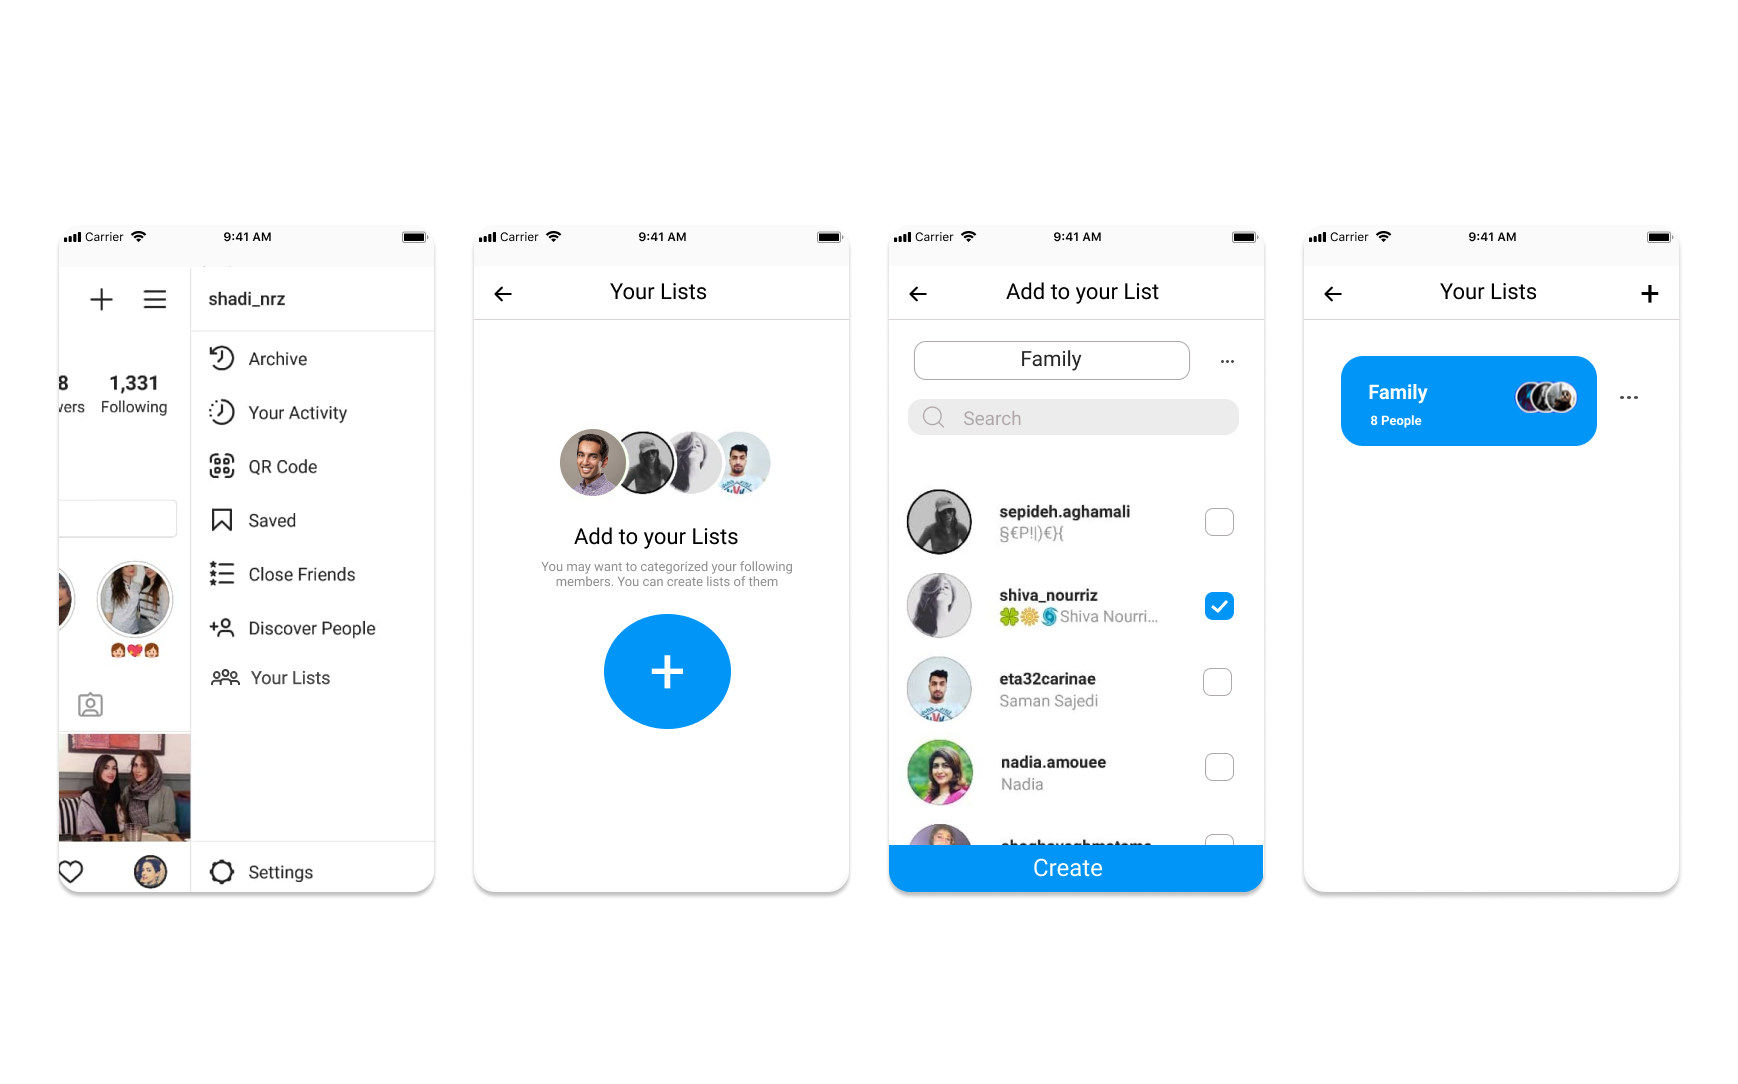 Carrier
9:41 AM
shadi_nrz
8
1,331
vers
Following
Archive
Your Activity
QR Code
Saved
Close Friends
Discover People
Your Lists
Settings
Carrier
9:41 AM
Your Lists
Add to your Lists
You may want to categorized your following
members. You can create lists of them
Carrier
9:41 AM
Add to your List
Family
Search
sepideh.aghamali
§€P!|)€}{
shiva_nourriz
🍀🔆🌀Shiva Nourri...
eta32carinae
Saman Sajedi
nadia.amouee
Nadia
Create
Carrier
9:41 AM
Your Lists
Family
8 People